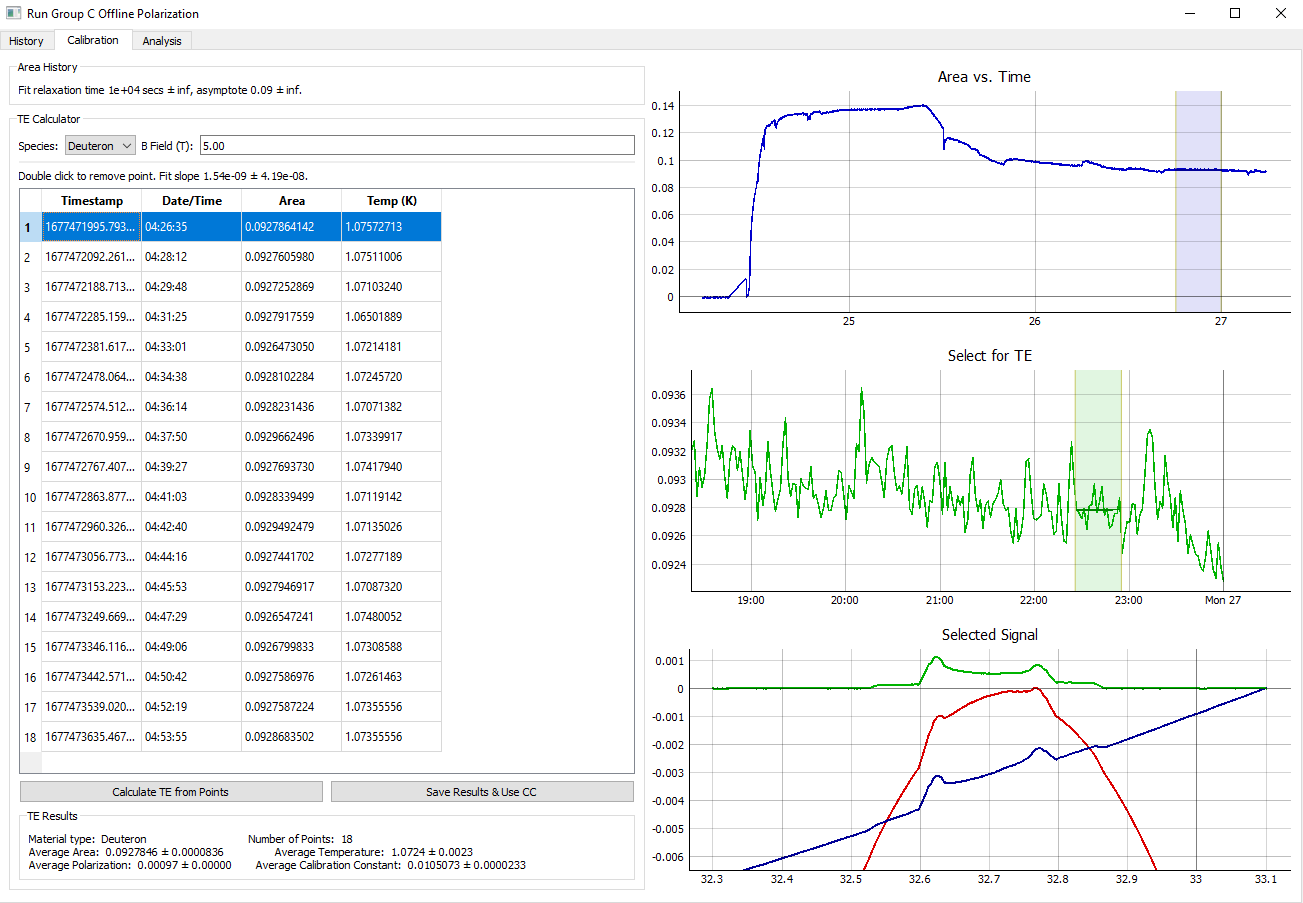 Run Group C Offline Polarization
History Calibration Analysis
Area History
Fit relaxation time 1e+04 secs ± inf, asymptote 0.09 ± inf.
TE Calculator
Species: Deuteron B Field (T): 5.00
Double click to remove point. Fit slope 1.54e-09 ± 4.19e-08.
Timestamp Date/Time Area Temp (K)
1 1677471995.793... 04:26:35 0.0927864142 1.07572713
2 1677472092.261... 04:28:12 0.0927605980 1.07511006
3 1677472188.713... 04:29:48 0.0927252869 1.07103240
4 1677472285.159... 04:31:25 0.0927917559 1.06501889
5 1677472381.617... 04:33:01 0.0926473050 1.07214181
6 1677472478.064... 04:34:38 0.0928102284 1.07245720
7 1677472574.512... 04:36:14 0.0928231436 1.07071382
8 1677472670.959... 04:37:50 0.0929662496 1.07339917
9 1677472767.407... 04:39:27 0.0927693730 1.07417940
10 1677472863.877... 04:41:03 0.0928339499 1.07119142
11 1677472960.326... 04:42:40 0.0929492479 1.07135026
12 1677473056.773... 04:44:16 0.0927441702 1.07277189
13 1677473153.223... 04:45:53 0.0927946917 1.07087320
14 1677473249.669... 04:47:29 0.0926547241 1.07480052
15 1677473346.116... 04:49:06 0.0926799833 1.07308588
16 1677473442.571... 04:50:42 0.0927586976 1.07261463
17 1677473539.020... 04:52:19 0.0927587224 1.07355556
18 1677473635.467... 04:53:55 0.0928683502 1.07355556
Calculate TE from Points Save Results & Use CC
TE Results
Material type: Deuteron Number of Points: 18
Average Area: 0.0927846 ± 0.0000836 Average Temperature: 1.0724 ± 0.0023
Average Polarization: 0.00097 ± 0.00000 Average Calibration Constant: 0.0105073 ± 0.0000233
Area vs. Time
0.14
0.12
0.1
0.08
0.06
0.04
0.02
0
25 26 27
Select for TE
0.0936
0.0934
0.0932
0.093
0.0928
0.0926
0.0924
19:00 20:00 21:00 22:00 23:00 Mon 27
Selected Signal
0.001
0
-0.001
-0.002
-0.003
-0.004
-0.005
-0.006
32.3 32.4 32.5 32.6 32.7 32.8 32.9 33 33.1